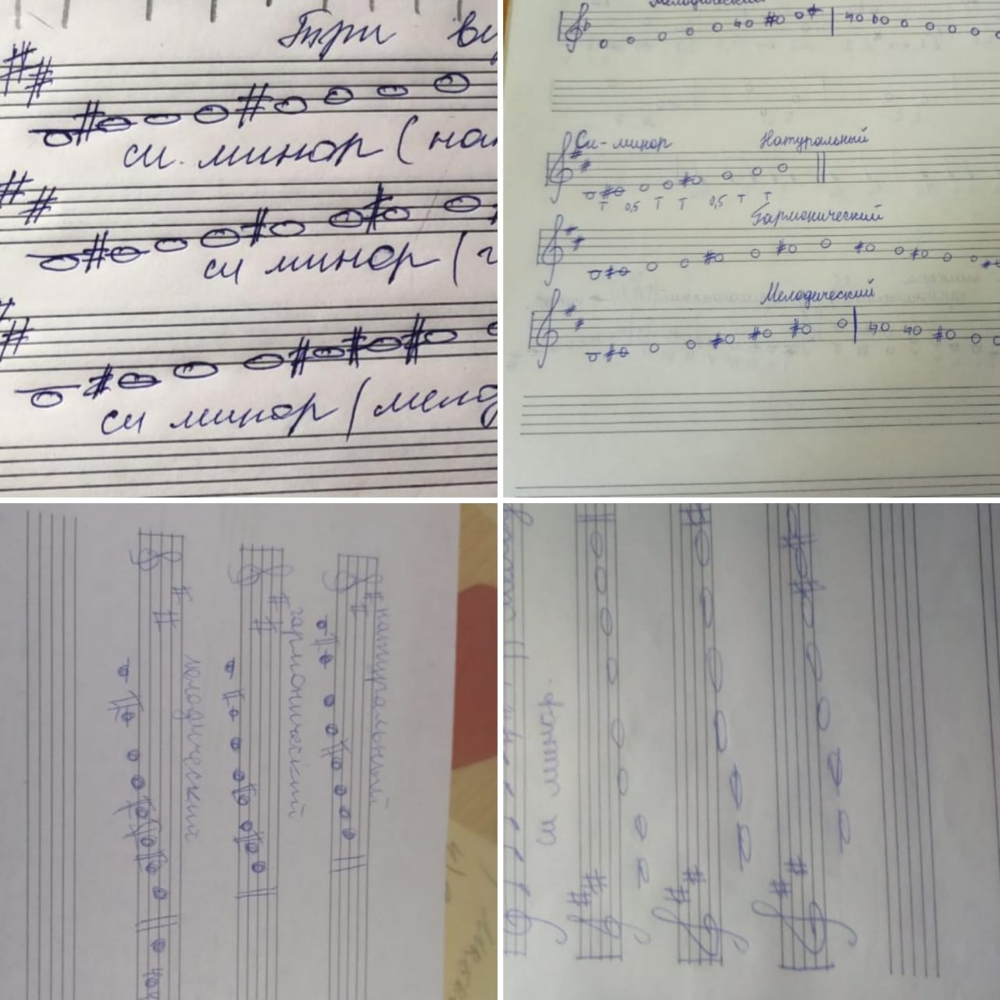 Три
си. минор (на
си минор (г
си минор (мело
Мелодический
Си-минор Натуральный
Т 0,5 Т Т 0,5 Т Т
Гармонический
Мелодический
натуральный
гармонический
мелодический
си минор.